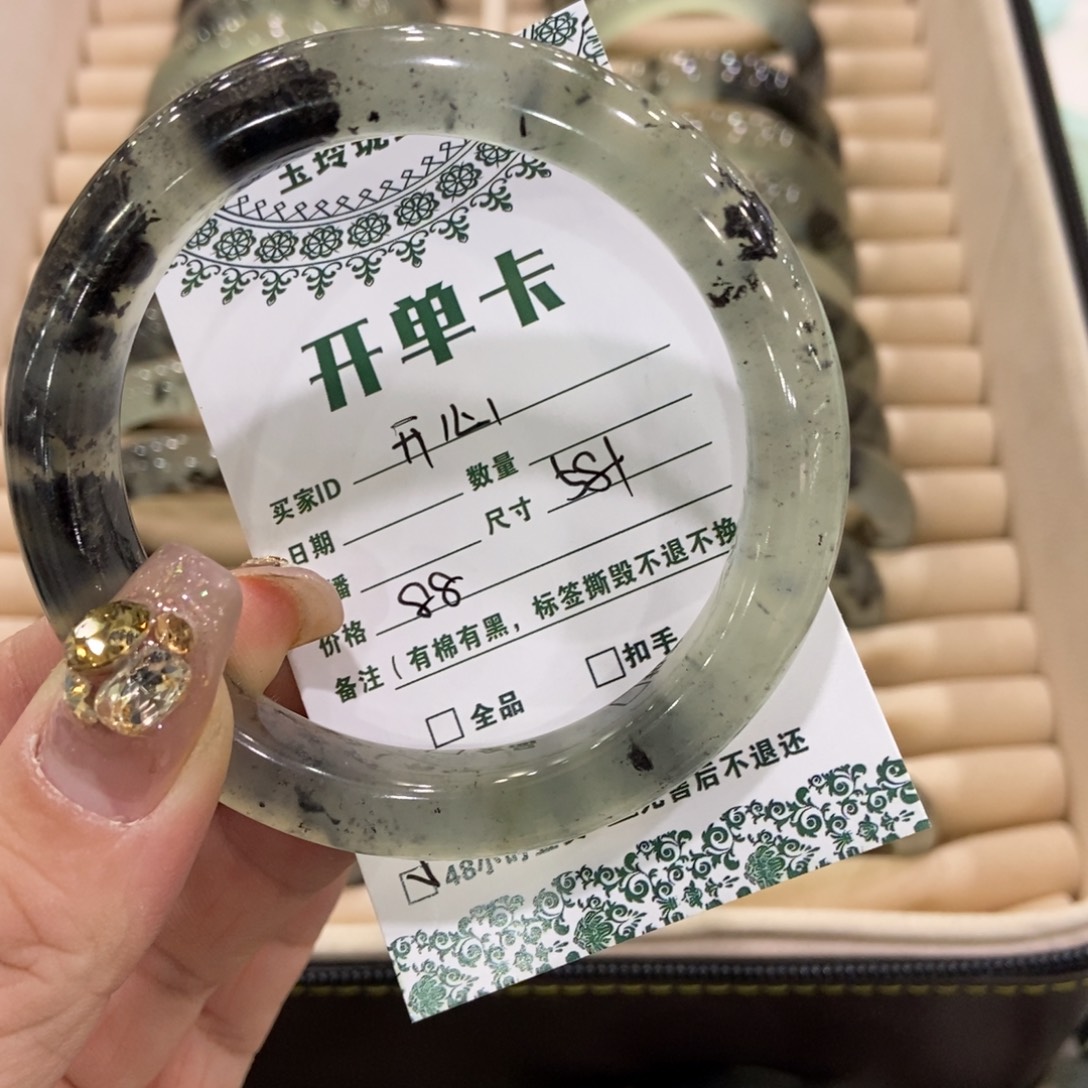 开单卡
买家ID 开心
日期 数量
尺寸
播
价格 88
备注(有棉有黑，标签撕毁不退不换
全品 扣手
售后不退还
48小时